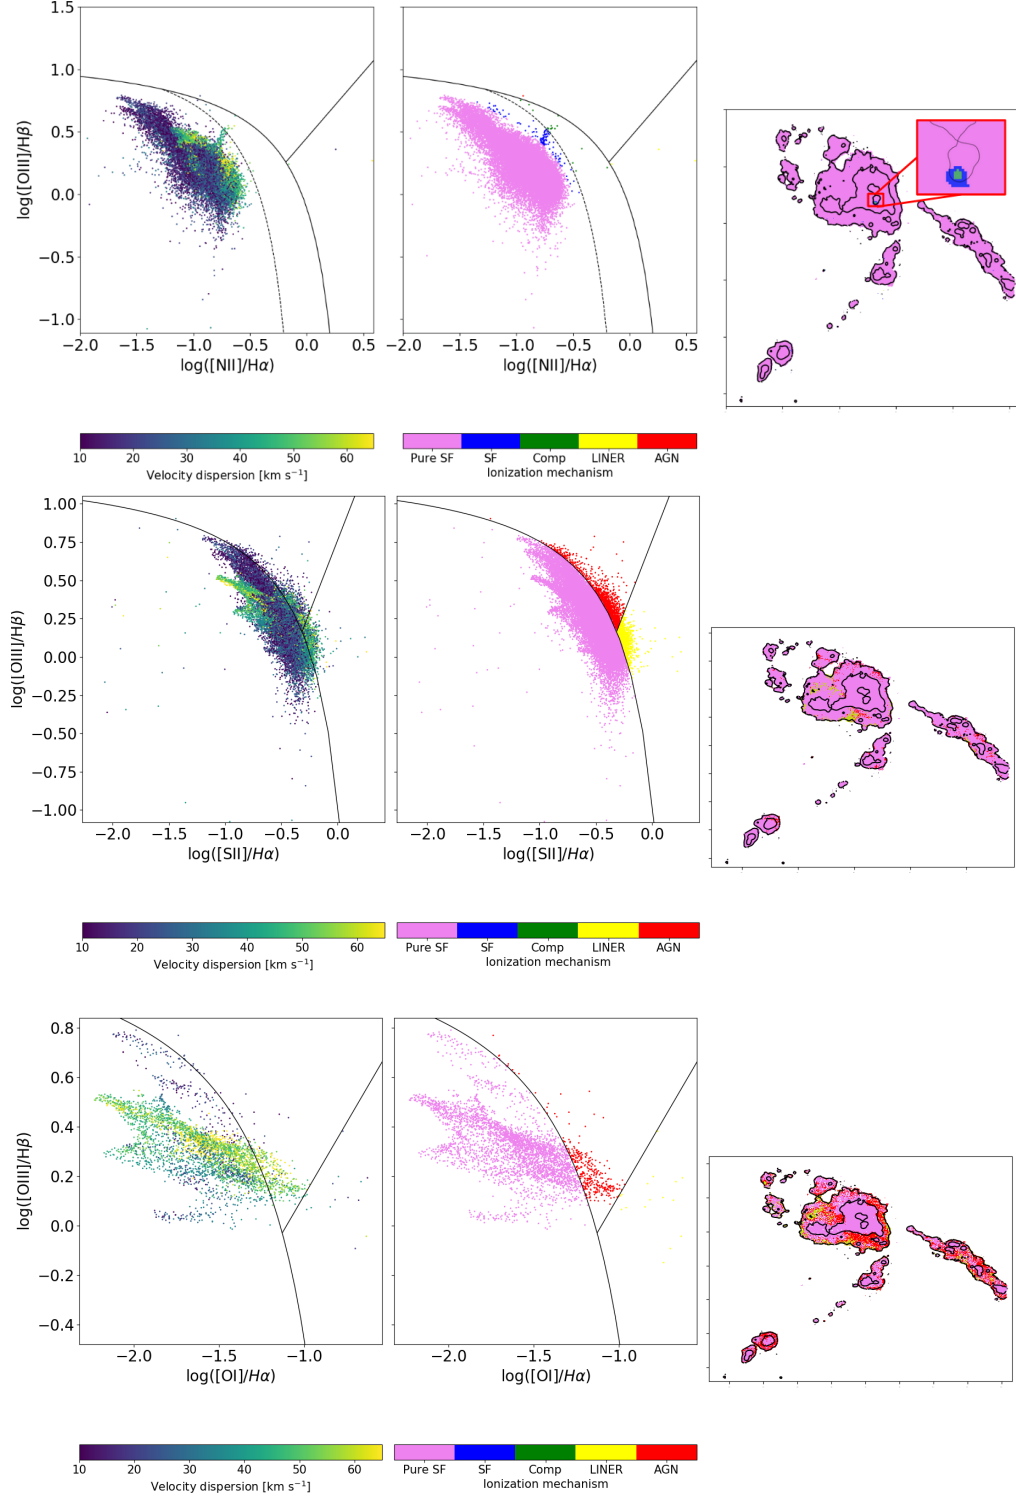 1.5
1.0
0.5
0.0
−0.5
−1.0
log([OIII]/Hβ)
−2.0 −1.5 −1.0 −0.5 0.0 0.5
log([NII]/Hα)
−2.0 −1.5 −1.0 −0.5 0.0 0.5
log([NII]/Hα)
10 20 30 40 50 60
Velocity dispersion [km s⁻¹]
Pure SF SF Comp LINER AGN
Ionization mechanism
1.00
0.75
0.50
0.25
0.00
−0.25
−0.50
−0.75
−1.00
log([OIII]/Hβ)
−2.0 −1.5 −1.0 −0.5 0.0
log([SII]/Hα)
−2.0 −1.5 −1.0 −0.5 0.0
log([SII]/Hα)
10 20 30 40 50 60
Velocity dispersion [km s⁻¹]
Pure SF SF Comp LINER AGN
Ionization mechanism
0.8
0.6
0.4
0.2
0.0
−0.2
−0.4
log([OIII]/Hβ)
−2.0 −1.5 −1.0
log([OI]/Hα)
−2.0 −1.5 −1.0
log([OI]/Hα)
10 20 30 40 50 60
Velocity dispersion [km s⁻¹]
Pure SF SF Comp LINER AGN
Ionization mechanism